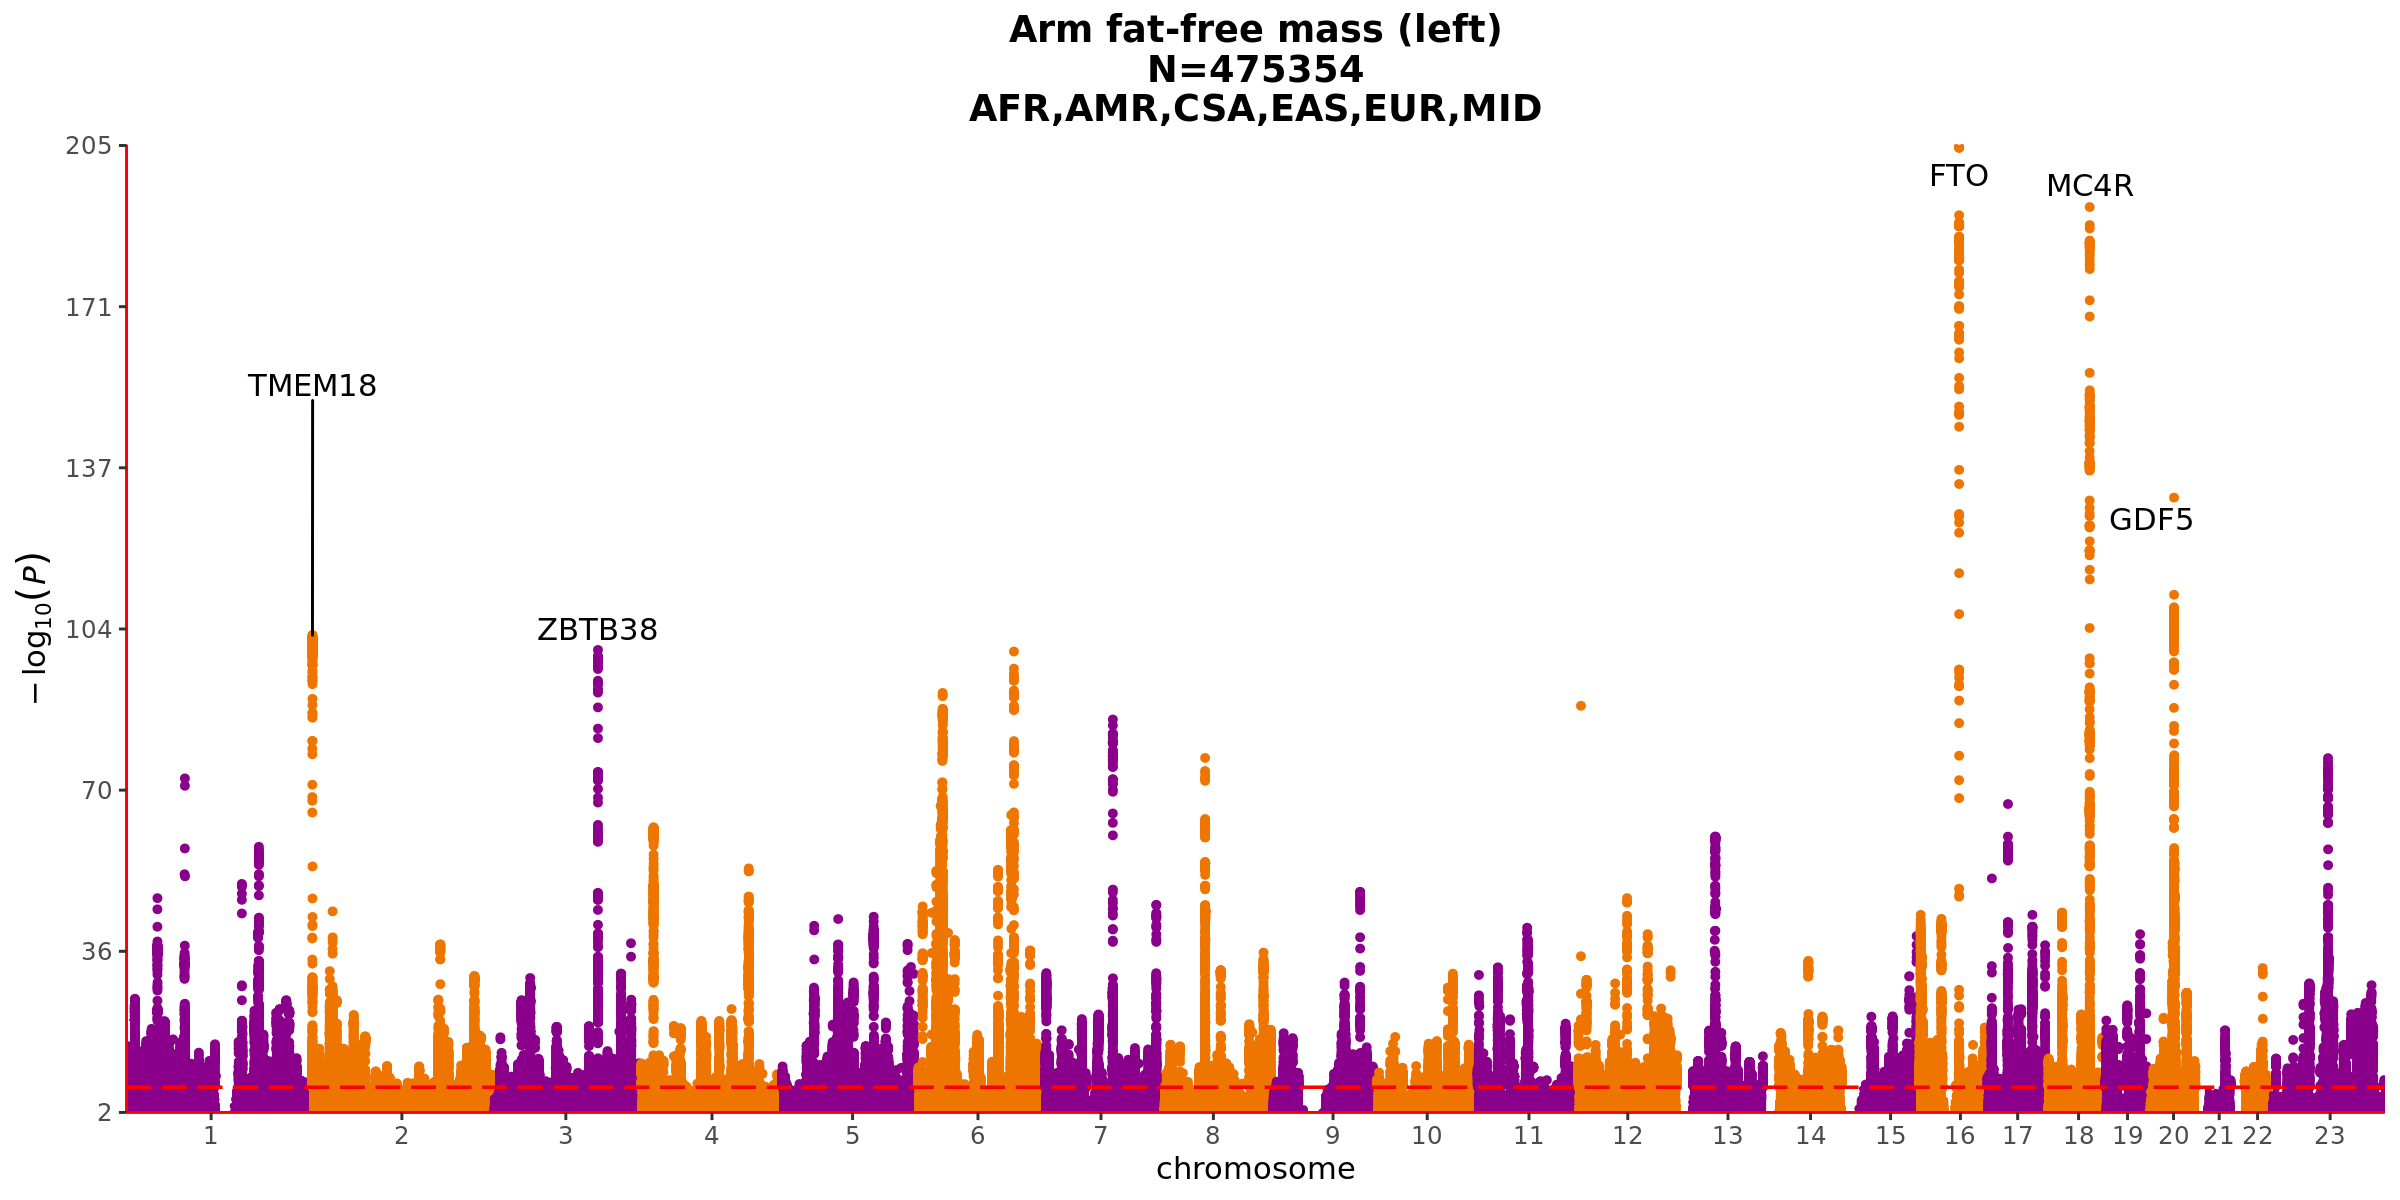 Arm fat-free mass (left)
N=475354
AFR,AMR,CSA,EAS,EUR,MID
205
171
137
104
70
36
2
−log10(P)
FTO
MC4R
TMEM18
GDF5
ZBTB38
1 2 3 4 5 6 7 8 9 10 11 12 13 14 15 16 17 18 19 20 21 22 23
chromosome